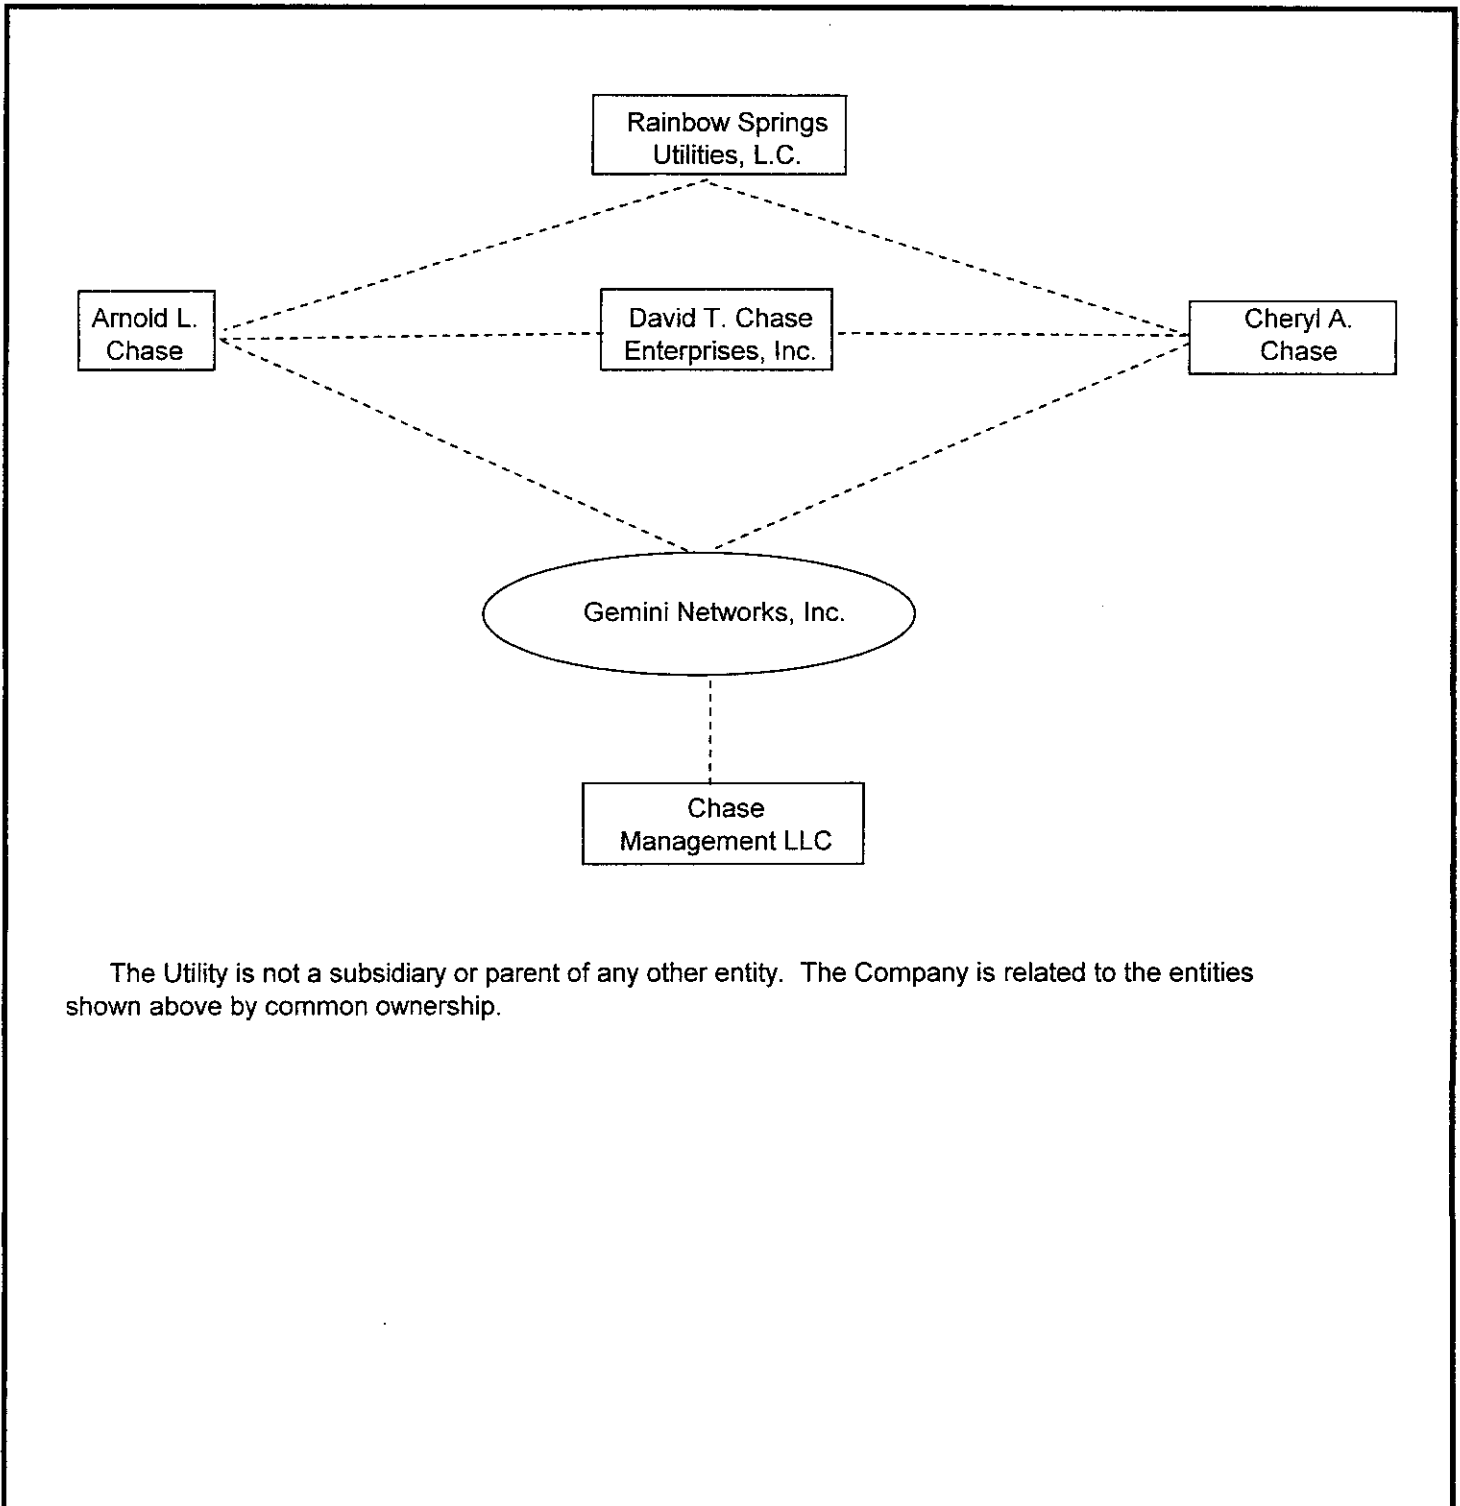 Rainbow Springs
Utilities, L.C.
Arnold L.
Chase
David T. Chase
Enterprises, Inc.
Cheryl A.
Chase
Gemini Networks, Inc.
Chase
Management LLC
The Utility is not a subsidiary or parent of any other entity.  The Company is related to the entities
shown above by common ownership.